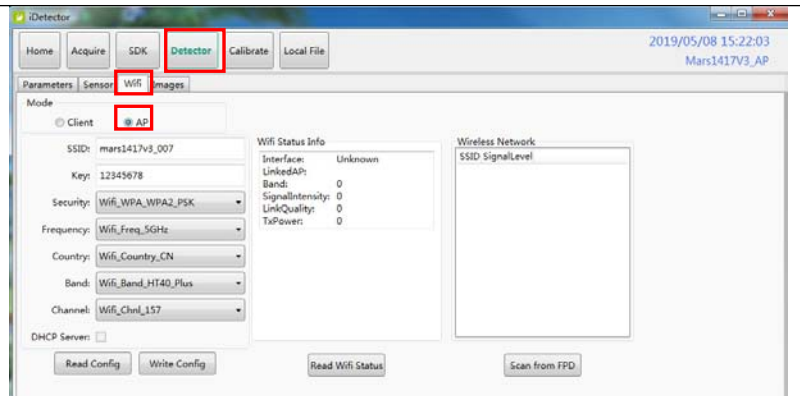 iDetector
Home Acquire SDK Detector Calibrate Local File
2019/05/08 15:22:03
Mars1417V3_AP
Parameters Sensor Wifi Images
Mode
Client AP
SSID: mars1417v3_007
Key: 12345678
Security: Wifi_WPA_WPA2_PSK
Frequency: Wifi_Freq_5GHz
Country: Wifi_Country_CN
Band: Wifi_Band_HT40_Plus
Channel: Wifi_Chnl_157
DHCP Server:
Read Config Write Config
Wifi Status Info
Interface: Unknown
LinkedAP:
Band: 0
SignalIntensity: 0
LinkQuality: 0
TxPower: 0
Read Wifi Status
Wireless Network
SSID SignalLevel
Scan from FPD